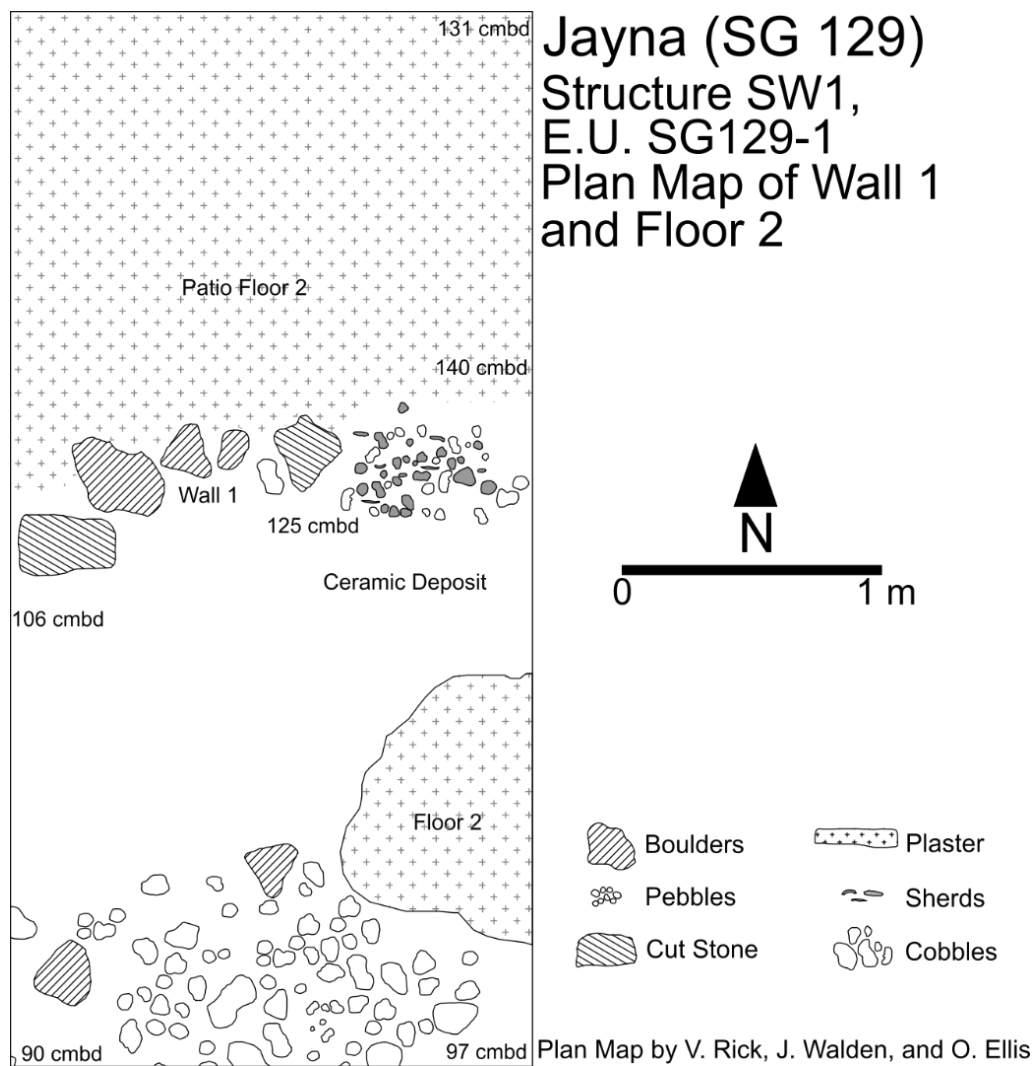 Jayna (SG 129)
Structure SW1,
E.U. SG129-1
Plan Map of Wall 1
and Floor 2
131 cmbd
Patio Floor 2
140 cmbd
Wall 1
125 cmbd
Ceramic Deposit
106 cmbd
Floor 2
90 cmbd
97 cmbd
N
0
1 m
Boulders
Pebbles
Cut Stone
Plaster
Sherds
Cobbles
Plan Map by V. Rick, J. Walden, and O. Ellis